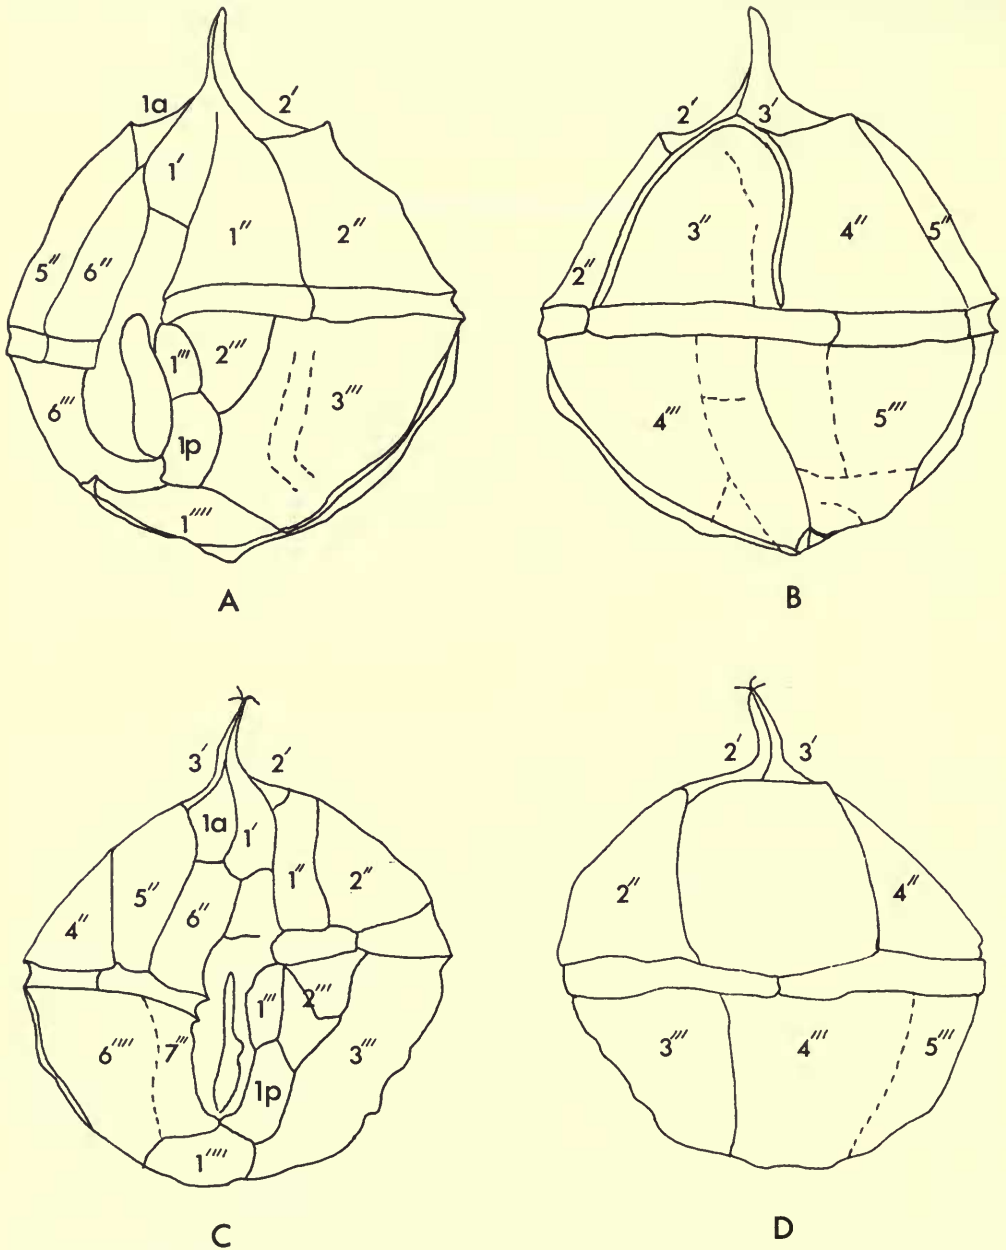 1a 2′
1′
1″ 2″
5″ 6″
1‴ 2‴
6‴ 3‴
1p
1⁗
A
2′ 3′
3″ 4″ 5″
2″
4‴ 5‴
B
3′ 2′
1a 1′
1″ 2″
4″ 5″ 6″
1‴ 2‴
6⁗ 7‴ 3‴
1p
1⁗
C
2′ 3′
2″ 4″
3‴ 4‴ 5‴
D